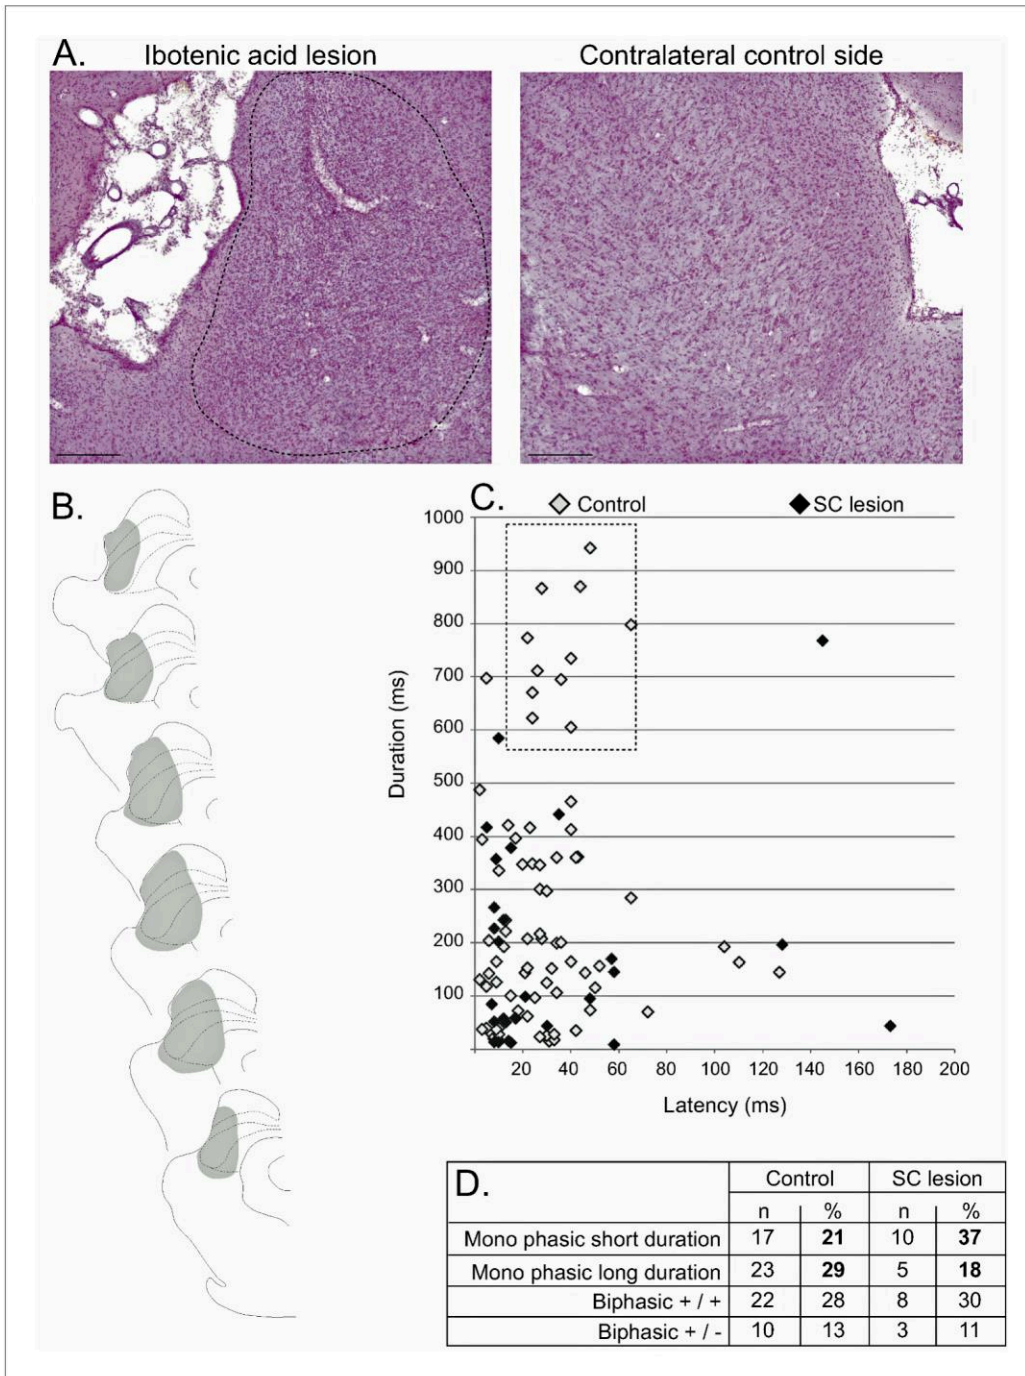 A.
Ibotenic acid lesion
Contralateral control side
B.
C.
Control
SC lesion
1000
900
800
700
600
500
400
300
200
100
Duration (ms)
20 40 60 80 100 120 140 160 180 200
Latency (ms)
D.
Control SC lesion
n % n %
Mono phasic short duration 17 21 10 37
Mono phasic long duration 23 29 5 18
Biphasic + / + 22 28 8 30
Biphasic + / - 10 13 3 11